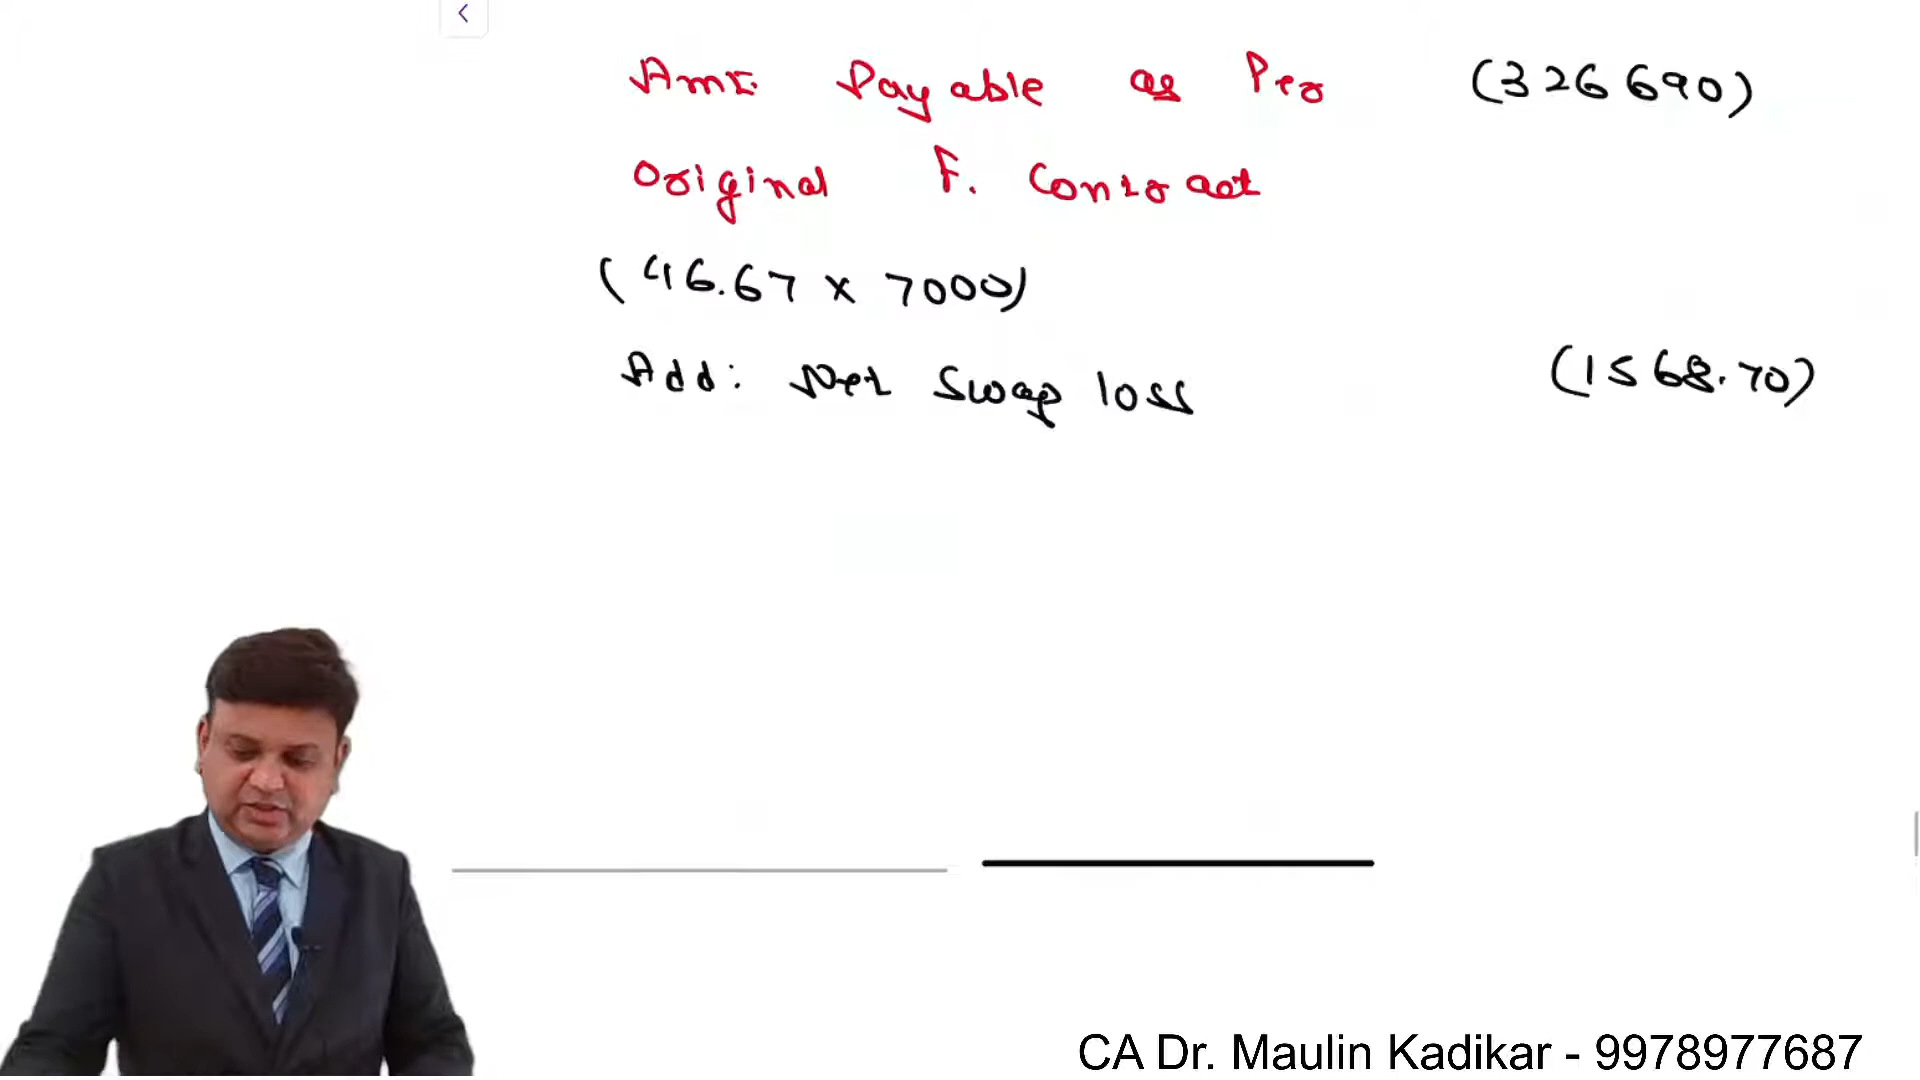 Amt. Payable as Per (326690)
Original F. Contract
(46.67 x 7000)
Add: Net Swap loss (1568.70)
CA Dr. Maulin Kadikar - 9978977687